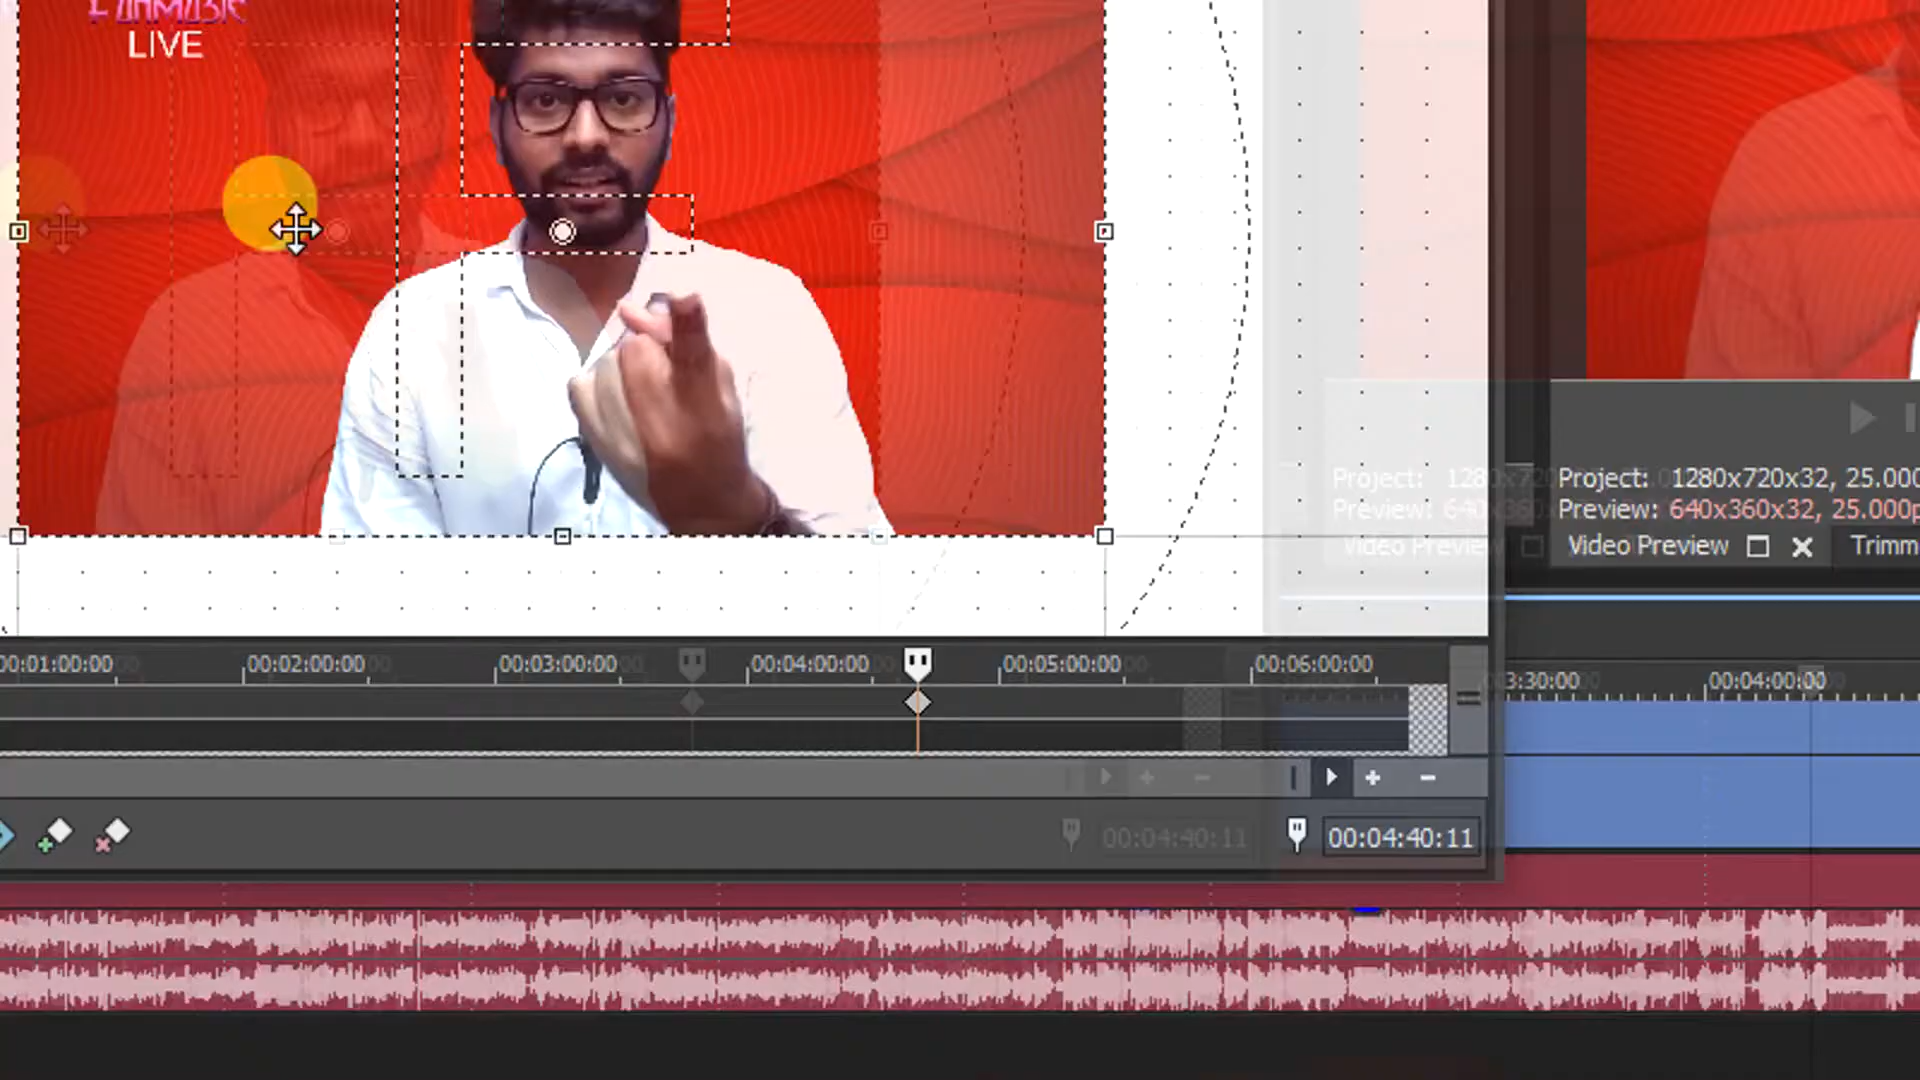 LIVE
Project: 1280x720x32, 25.000
Preview: 640x360x32, 25.000p
Video Preview
Trimm
00:01:00:00 00:02:00:00 00:03:00:00 00:04:00:00 00:05:00:00 00:06:00:00
3:30:00 00:04:00:00
00:04:40:11 00:04:40:11